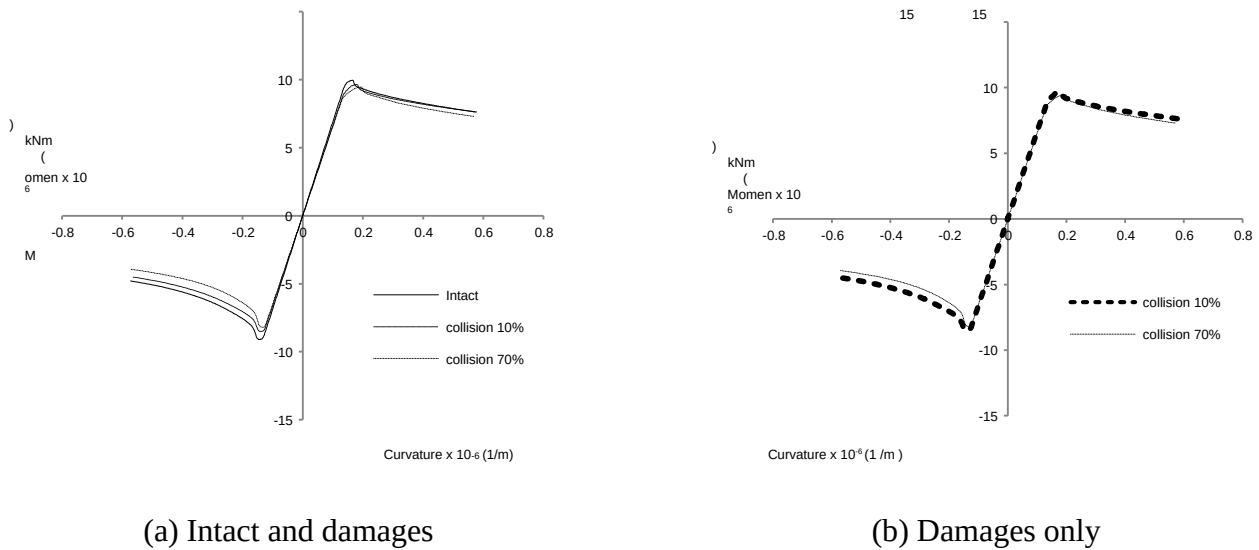 15 15
10
5
0
-5
-10
-15
-0.8 -0.6 -0.4 -0.2 0 0.2 0.4 0.6 0.8
)
kNm
(
omen x 10
6
M
Intact
collision 10%
collision 70%
Curvature x 10-6 (1/m)
(a) Intact and damages
10
5
0
-5
-10
-15
-0.8 -0.6 -0.4 -0.2 0 0.2 0.4 0.6 0.8
)
kNm
(
Momen x 10
6
collision 10%
collision 70%
Curvature x 10-6 (1 /m )
(b) Damages only